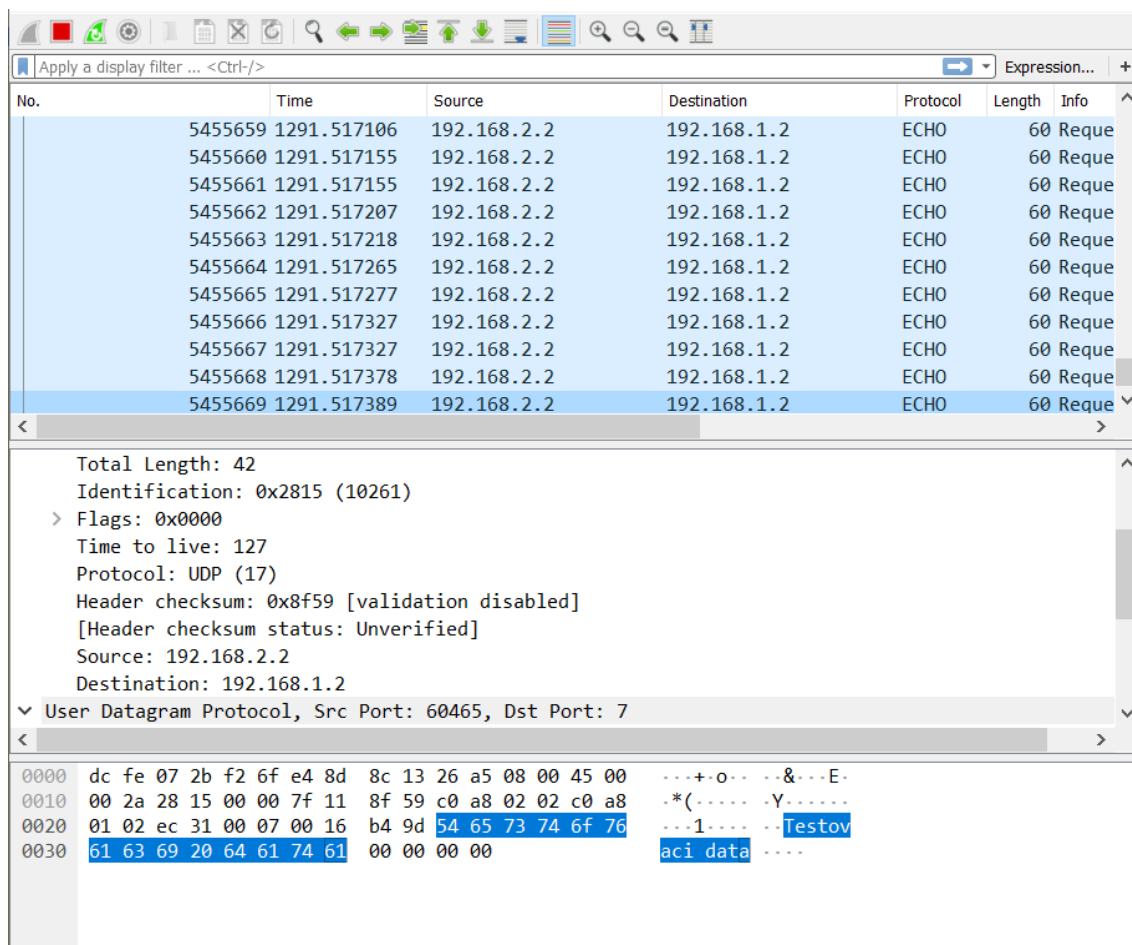 Apply a display filter ... <Ctrl-/> Expression... +
No. Time Source Destination Protocol Length Info
5455659 1291.517106 192.168.2.2 192.168.1.2 ECHO 60 Reque
5455660 1291.517155 192.168.2.2 192.168.1.2 ECHO 60 Reque
5455661 1291.517155 192.168.2.2 192.168.1.2 ECHO 60 Reque
5455662 1291.517207 192.168.2.2 192.168.1.2 ECHO 60 Reque
5455663 1291.517218 192.168.2.2 192.168.1.2 ECHO 60 Reque
5455664 1291.517265 192.168.2.2 192.168.1.2 ECHO 60 Reque
5455665 1291.517277 192.168.2.2 192.168.1.2 ECHO 60 Reque
5455666 1291.517327 192.168.2.2 192.168.1.2 ECHO 60 Reque
5455667 1291.517327 192.168.2.2 192.168.1.2 ECHO 60 Reque
5455668 1291.517378 192.168.2.2 192.168.1.2 ECHO 60 Reque
5455669 1291.517389 192.168.2.2 192.168.1.2 ECHO 60 Reque
Total Length: 42
Identification: 0x2815 (10261)
> Flags: 0x0000
Time to live: 127
Protocol: UDP (17)
Header checksum: 0x8f59 [validation disabled]
[Header checksum status: Unverified]
Source: 192.168.2.2
Destination: 192.168.1.2
User Datagram Protocol, Src Port: 60465, Dst Port: 7
0000 dc fe 07 2b f2 6f e4 8d 8c 13 26 a5 08 00 45 00 ···+·o·· ··&···E·
0010 00 2a 28 15 00 00 7f 11 8f 59 c0 a8 02 02 c0 a8 ·*(····· ·Y······
0020 01 02 ec 31 00 07 00 16 b4 9d 54 65 73 74 6f 76 ···1···· ··Testov
0030 61 63 69 20 64 61 74 61 00 00 00 00 aci data ····